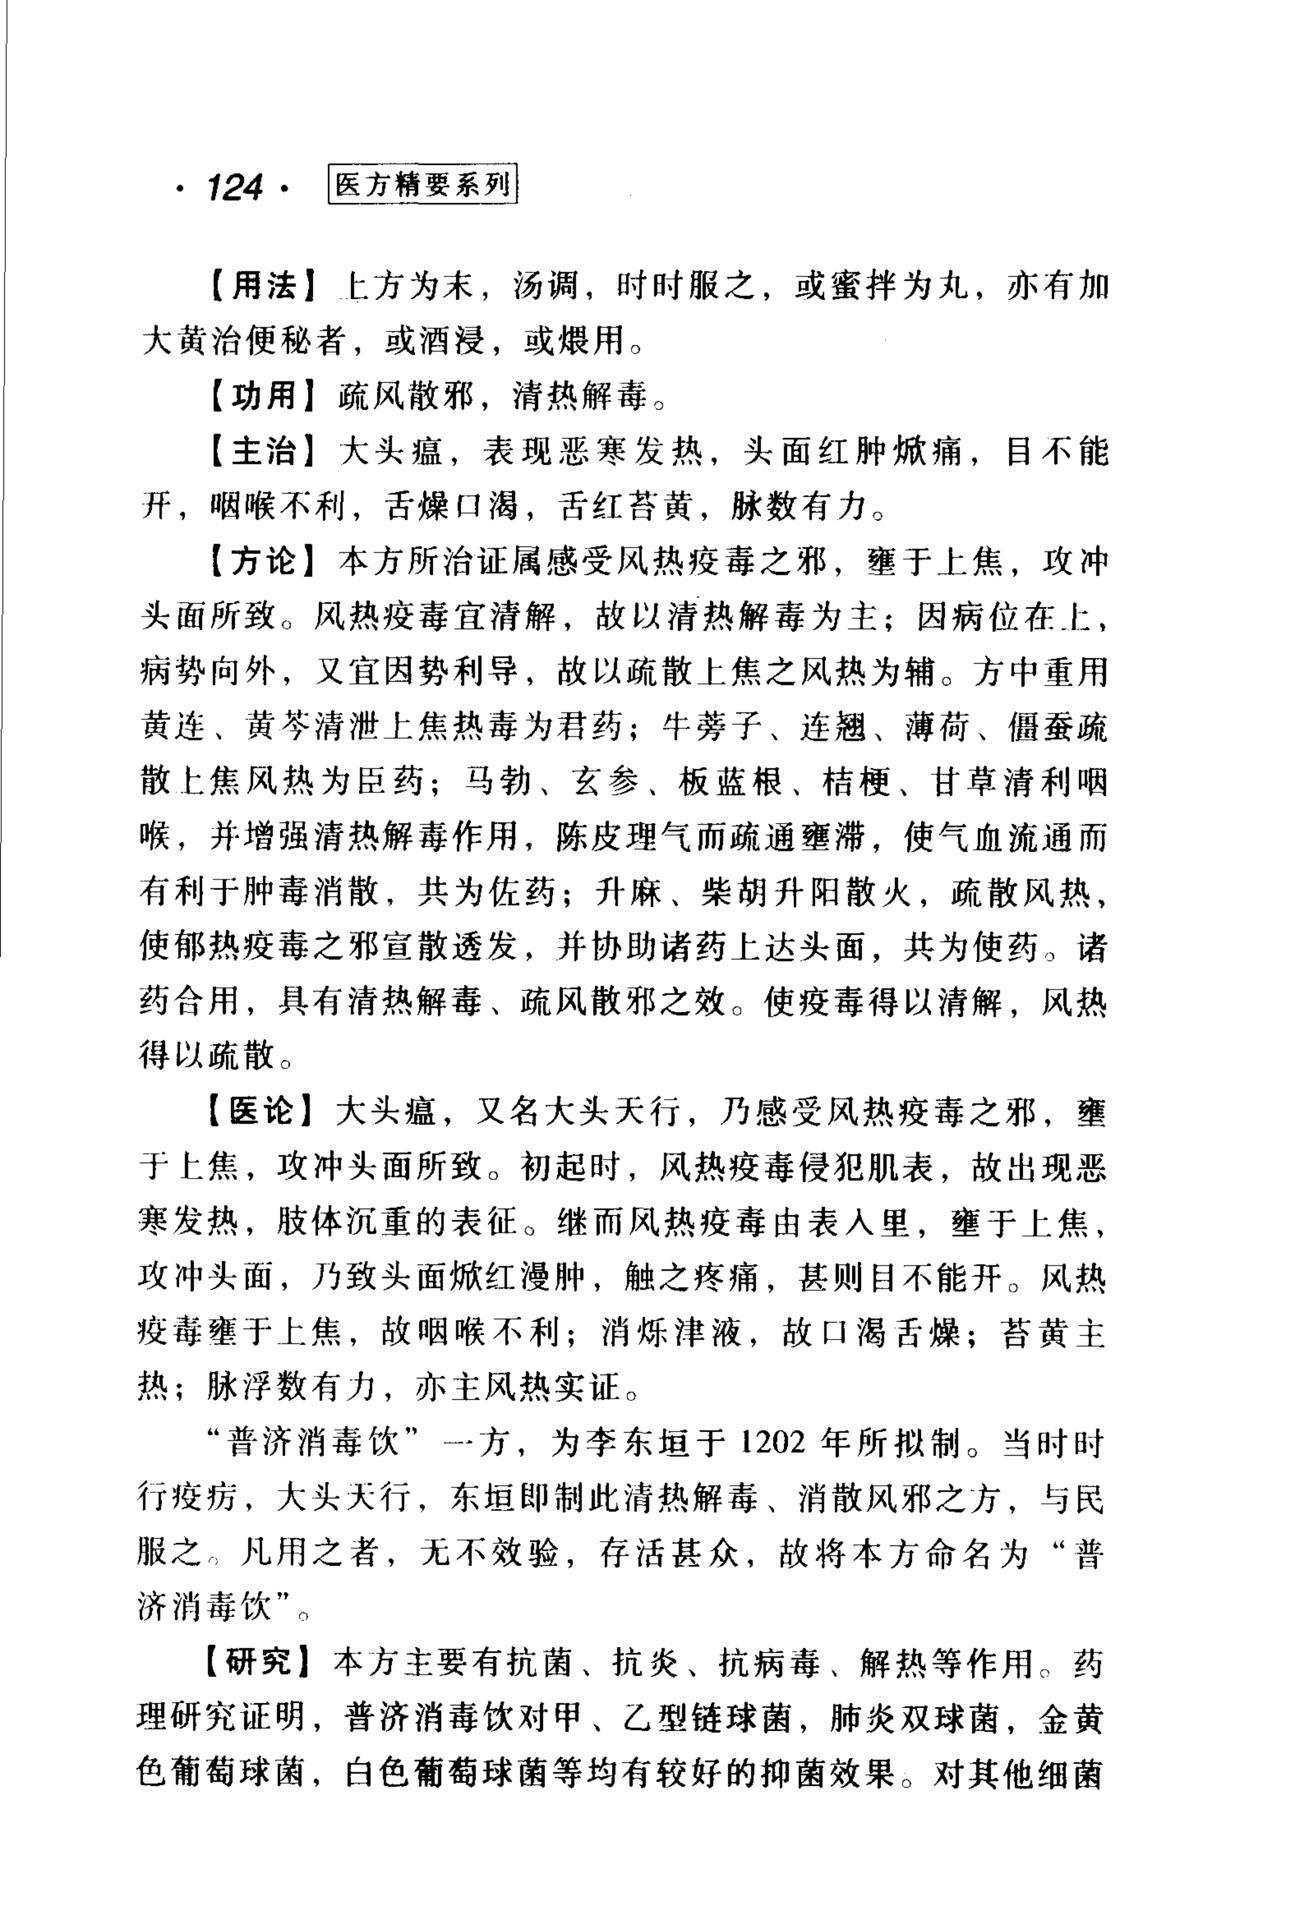 ·124· 医方精要系列
【用法】上方为末，汤调，时时服之，或蜜拌为丸，亦有加
大黄治便秘者，或酒浸，或煨用。
【功用】疏风散邪，清热解毒。
【主治】大头瘟，表现恶寒发热，头面红肿焮痛，目不能
开，咽喉不利，舌燥口渴，舌红苔黄，脉数有力。
【方论】本方所治证属感受风热疫毒之邪，壅于上焦，攻冲
头面所致。风热疫毒宜清解，故以清热解毒为主；因病位在上，
病势向外，又宜因势利导，故以疏散上焦之风热为辅。方中重用
黄连、黄芩清泄上焦热毒为君药；牛蒡子、连翘、薄荷、僵蚕疏
散上焦风热为臣药；马勃、玄参、板蓝根、桔梗、甘草清利咽
喉，并增强清热解毒作用，陈皮理气而疏通壅滞，使气血流通而
有利于肿毒消散，共为佐药；升麻、柴胡升阳散火，疏散风热，
使郁热疫毒之邪宣散透发，并协助诸药上达头面，共为使药。诸
药合用，具有清热解毒、疏风散邪之效。使疫毒得以清解，风热
得以疏散。
【医论】大头瘟，又名大头天行，乃感受风热疫毒之邪，壅
于上焦，攻冲头面所致。初起时，风热疫毒侵犯肌表，故出现恶
寒发热，肢体沉重的表征。继而风热疫毒由表入里，壅于上焦，
攻冲头面，乃致头面焮红漫肿，触之疼痛，甚则目不能开。风热
疫毒壅于上焦，故咽喉不利；消烁津液，故口渴舌燥；苔黄主
热；脉浮数有力，亦主风热实证。
“普济消毒饮”一方，为李东垣于 1202 年所拟制。当时时
行疫疠，大头天行，东垣即制此清热解毒、消散风邪之方，与民
服之。凡用之者，无不效验，存活甚众，故将本方命名为“普
济消毒饮”。
【研究】本方主要有抗菌、抗炎、抗病毒、解热等作用。药
理研究证明，普济消毒饮对甲、乙型链球菌，肺炎双球菌，金黄
色葡萄球菌，白色葡萄球菌等均有较好的抑菌效果。对其他细菌